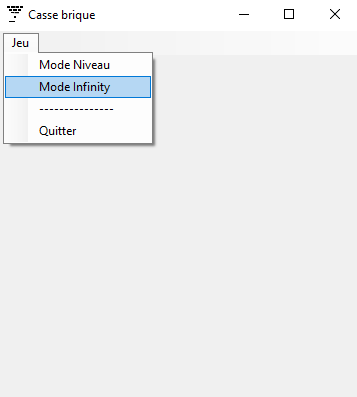 Casse brique
Jeu
Mode Niveau
Mode Infinity
---------------
Quitter